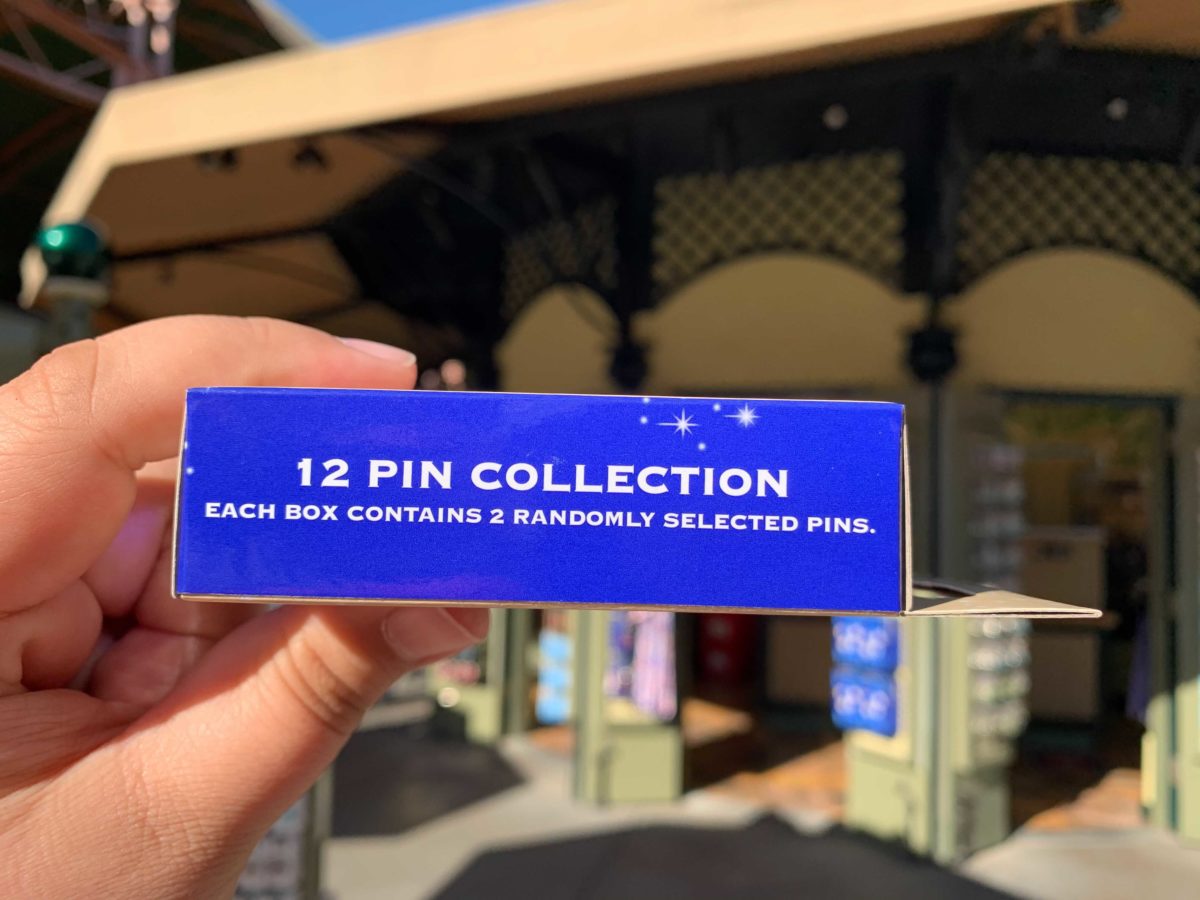 12 PIN COLLECTION
EACH BOX CONTAINS 2 RANDOMLY SELECTED PINS.